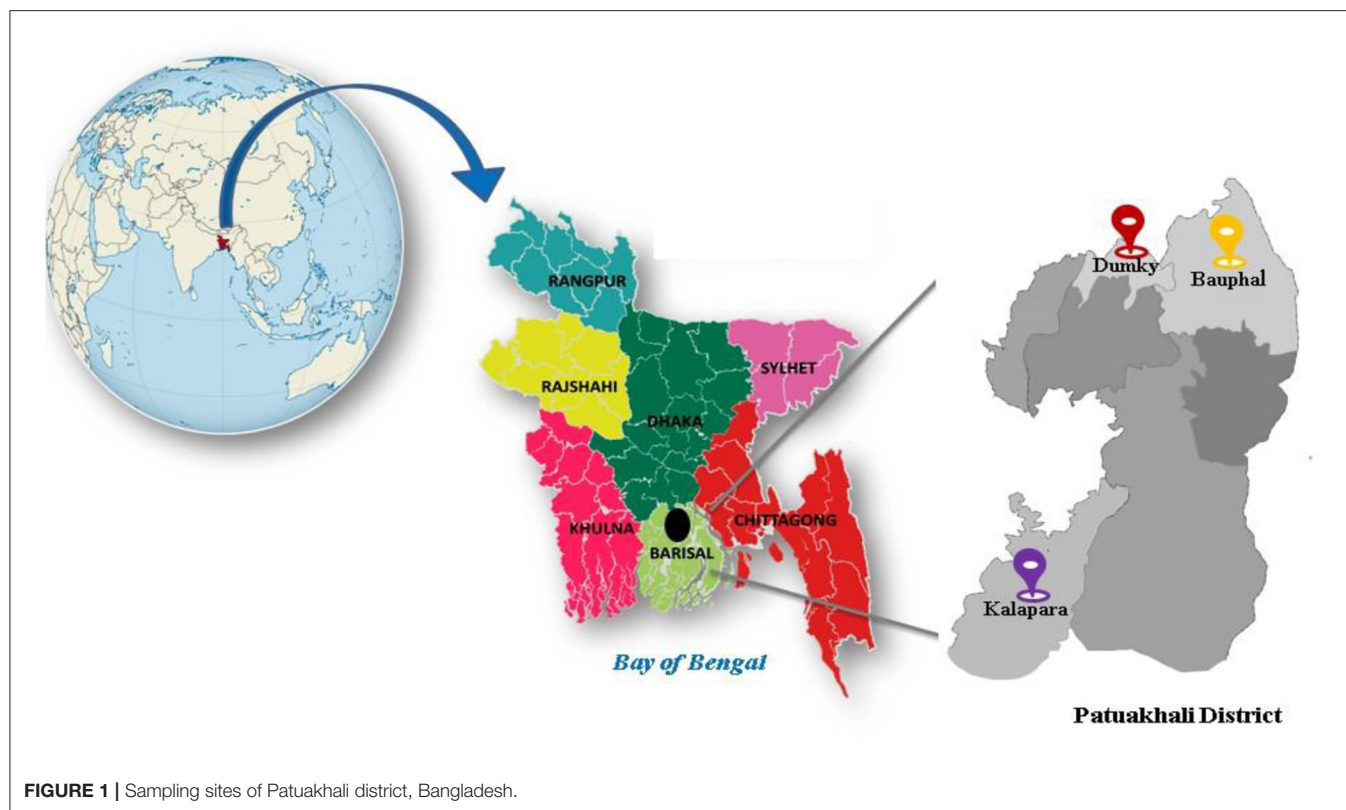 Dumky
Bauphal
RANGPUR
SYLHET
RAJSHAHI
DHAKA
KHULNA
CHITTAGONG
BARISAL
Kalapara
Bay of Bengal
Patuakhali District
FIGURE 1 | Sampling sites of Patuakhali district, Bangladesh.